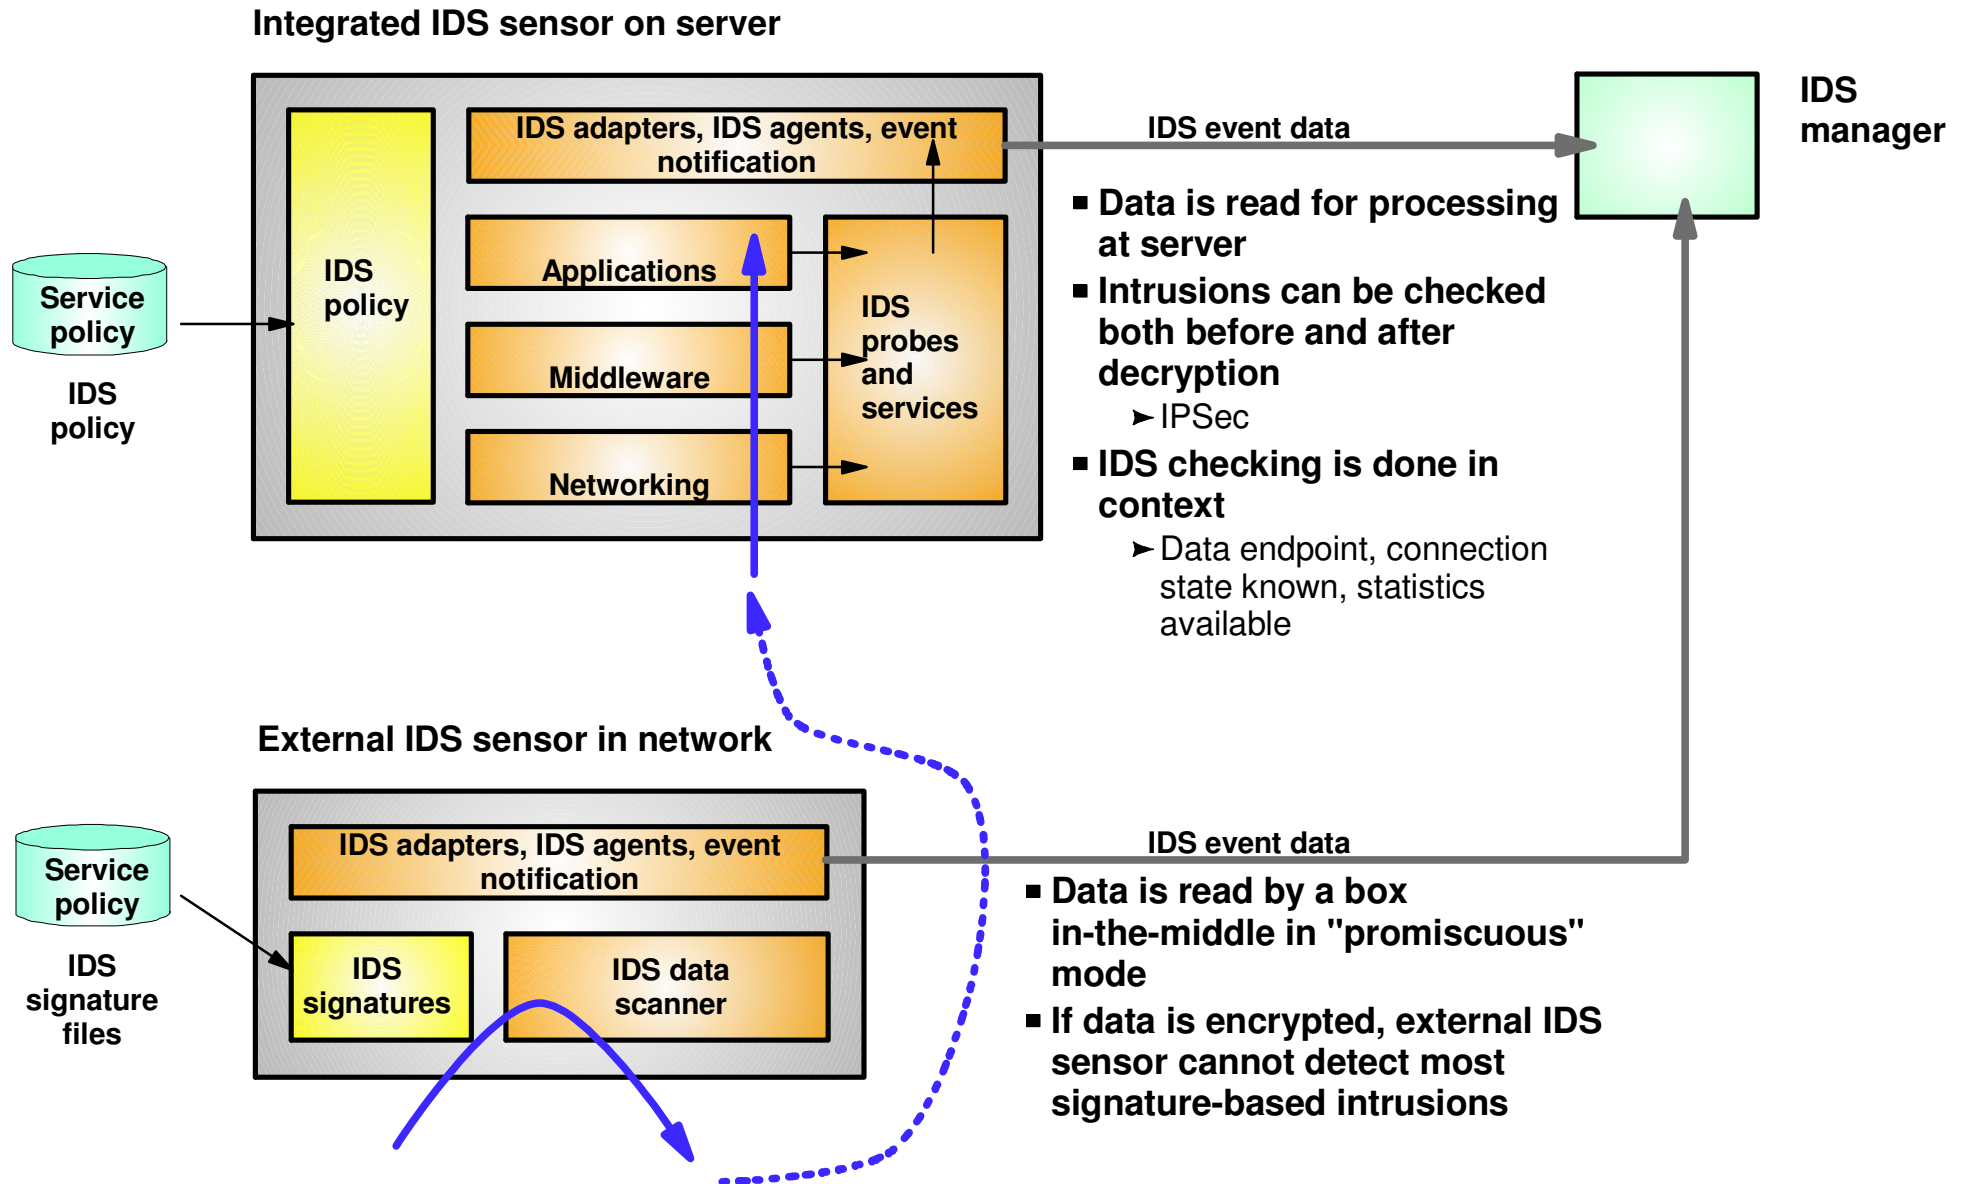 Integrated IDS sensor on server
IDS adapters, IDS agents, event
notification
IDS event data
IDS
manager
Service
policy
IDS
policy
IDS
policy
Applications
Middleware
Networking
IDS
probes
and
services
Data is read for processing
at server
Intrusions can be checked
both before and after
decryption
IPSec
IDS checking is done in
context
Data endpoint, connection
state known, statistics
available
External IDS sensor in network
Service
policy
IDS
signature
files
IDS adapters, IDS agents, event
notification
IDS
signatures
IDS data
scanner
IDS event data
Data is read by a box
in-the-middle in "promiscuous"
mode
If data is encrypted, external IDS
sensor cannot detect most
signature-based intrusions